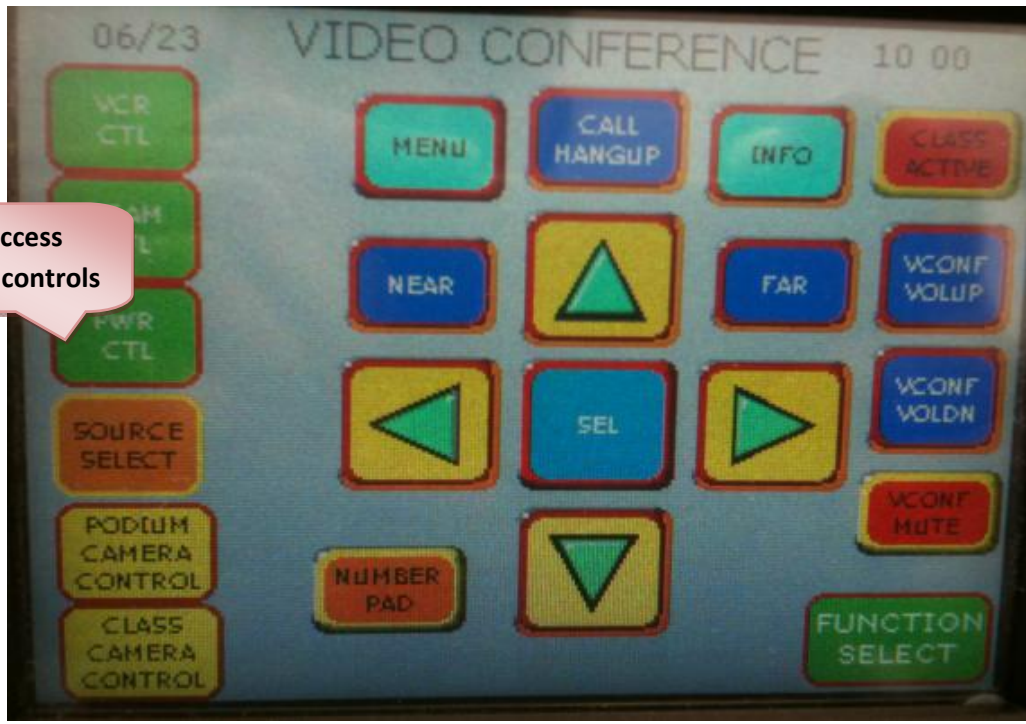 06/23
VIDEO CONFERENCE
10 00
VCR
CTL
MENU
CALL
HANGUP
INFO
CLASS
ACTIVE
ccess
controls
NEAR
FAR
VCONF
VOLUP
PWR
CTL
SOURCE
SELECT
SEL
VCONF
VOLDN
VCONF
MUTE
PODIUM
CAMERA
CONTROL
NUMBER
PAD
CLASS
CAMERA
CONTROL
FUNCTION
SELECT